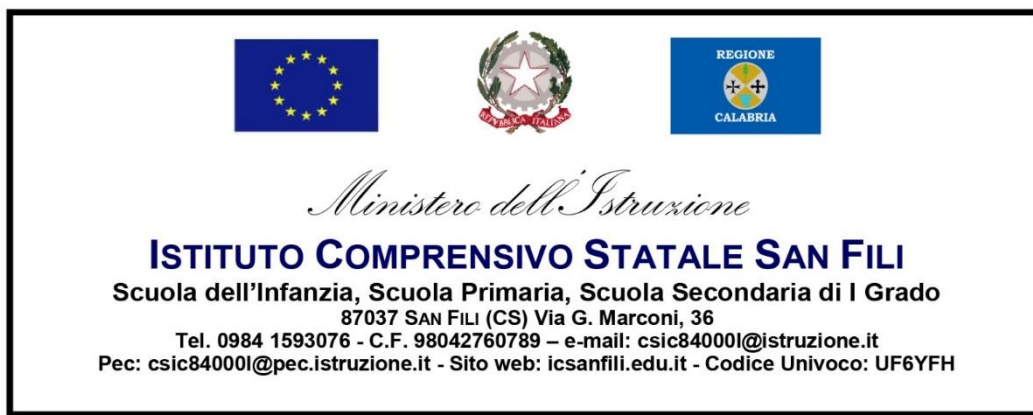 REGIONE
CALABRIA
REPVBBLICA ITALIANA
Ministero dell'Istruzione
ISTITUTO COMPRENSIVO STATALE SAN FILI
Scuola dell'Infanzia, Scuola Primaria, Scuola Secondaria di I Grado
87037 SAN FILI (CS) Via G. Marconi, 36
Tel. 0984 1593076 - C.F. 98042760789 – e-mail: csic84000l@istruzione.it
Pec: csic84000l@pec.istruzione.it - Sito web: icsanfili.edu.it - Codice Univoco: UF6YFH